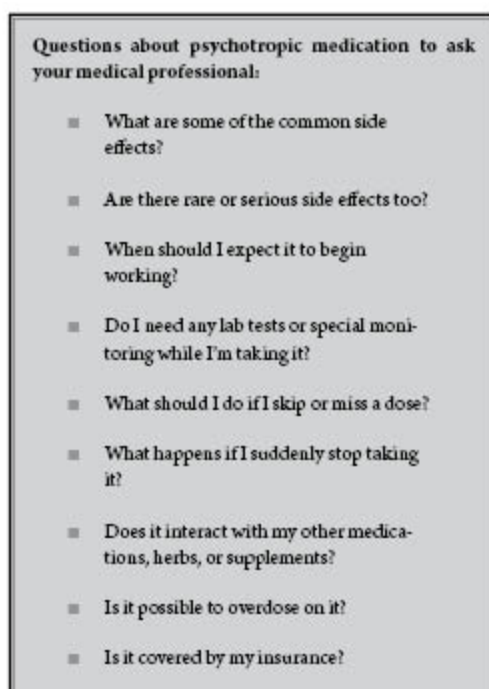 Questions about psychotropic medication to ask
your medical professional:
■ What are some of the common side
effects?
■ Are there rare or serious side effects too?
■ When should I expect it to begin
working?
■ Do I need any lab tests or special moni-
toring while I'm taking it?
■ What should I do if I skip or miss a dose?
■ What happens if I suddenly stop taking
it?
■ Does it interact with my other medica-
tions, herbs, or supplements?
■ Is it possible to overdose on it?
■ Is it covered by my insurance?